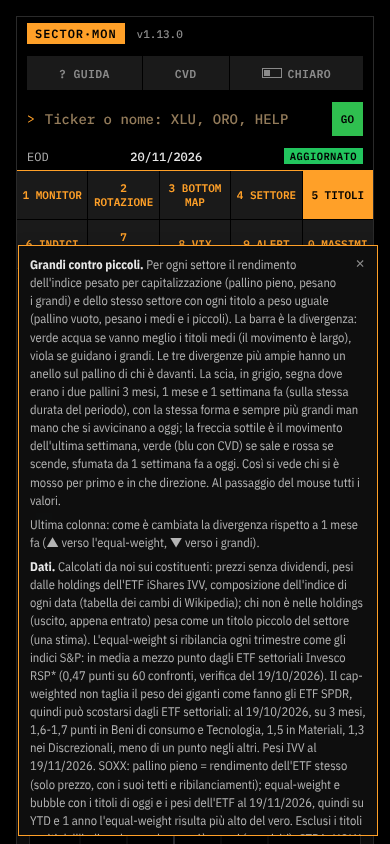 SECTOR·MON v1.13.0
? GUIDA CVD CHIARO
> Ticker o nome: XLU, ORO, HELP GO
EOD 20/11/2026 AGGIORNATO
1 MONITOR 2 ROTAZIONE 3 BOTTOM MAP 4 SETTORE 5 TITOLI
6 INDICI 7 8 VIX 9 ALERT 0 MASSIMI
Grandi contro piccoli. Per ogni settore il rendimento ×
dell'indice pesato per capitalizzazione (pallino pieno, pesano
i grandi) e dello stesso settore con ogni titolo a peso uguale
(pallino vuoto, pesano i medi e i piccoli). La barra è la divergenza:
verde acqua se vanno meglio i titoli medi (il movimento è largo),
viola se guidano i grandi. Le tre divergenze più ampie hanno un
anello sul pallino di chi è davanti. La scia, in grigio, segna dove
erano i due pallini 3 mesi, 1 mese e 1 settimana fa (sulla stessa
durata del periodo), con la stessa forma e sempre più grandi man
mano che si avvicinano a oggi; la freccia sottile è il movimento
dell'ultima settimana, verde (blu con CVD) se sale e rossa se
scende, sfumata da 1 settimana fa a oggi. Così si vede chi si è
mosso per primo e in che direzione. Al passaggio del mouse tutti i
valori.
Ultima colonna: come è cambiata la divergenza rispetto a 1 mese
fa (▲ verso l'equal-weight, ▼ verso i grandi).
Dati. Calcolati da noi sui costituenti: prezzi senza dividendi, pesi
dalle holdings dell'ETF iShares IVV, composizione dell'indice di
ogni data (tabella dei cambi di Wikipedia); chi non è nelle holdings
(uscito, appena entrato) pesa come un titolo piccolo del settore
(una stima). L'equal-weight si ribilancia ogni trimestre come gli
indici S&P: in media a mezzo punto dagli ETF settoriali Invesco
RSP* (0,47 punti su 60 confronti, verifica del 19/10/2026). Il cap-
weighted non taglia il peso dei giganti come fanno gli ETF SPDR,
quindi può scostarsi dagli ETF settoriali: al 19/10/2026, su 3 mesi,
1,6-1,7 punti in Beni di consumo e Tecnologia, 1,5 in Materiali, 1,3
nei Discrezionali, meno di un punto negli altri. Pesi IVV al
19/11/2026. SOXX: pallino pieno = rendimento dell'ETF stesso
(solo prezzo, con i suoi tetti e ribilanciamenti); equal-weight e
bubble con i titoli di oggi e i pesi dell'ETF al 19/11/2026, quindi su
YTD e 1 anno l'equal-weight risulta più alto del vero. Esclusi i titoli